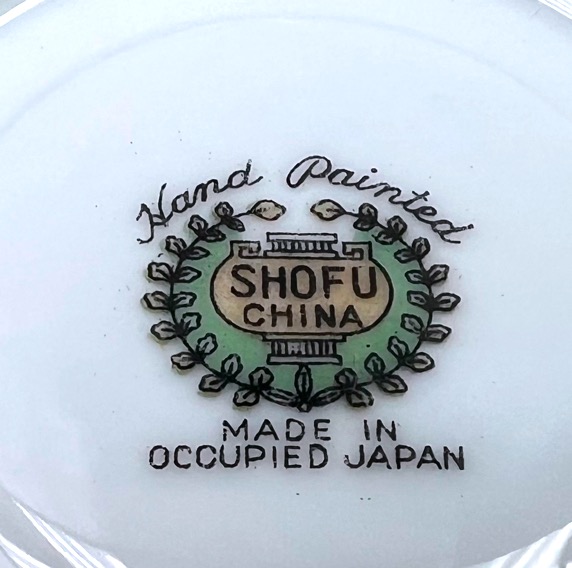 Hand Painted
SHOFU
CHINA
MADE IN
OCCUPIED JAPAN